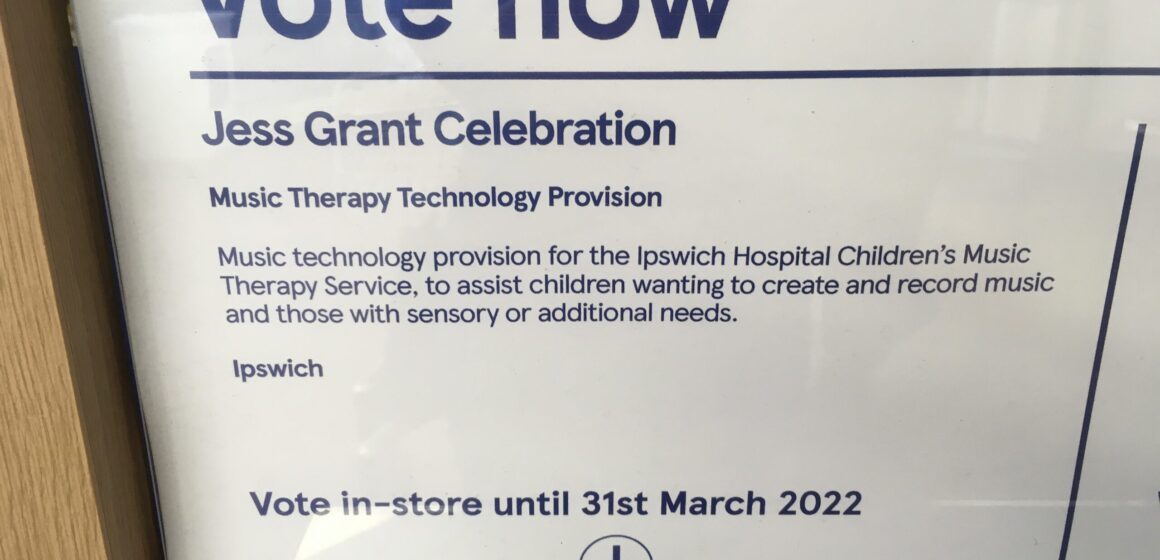 Vote now
Jess Grant Celebration
Music Therapy Technology Provision
Music technology provision for the Ipswich Hospital Children's Music
Therapy Service, to assist children wanting to create and record music
and those with sensory or additional needs.
Ipswich
Vote in-store until 31st March 2022